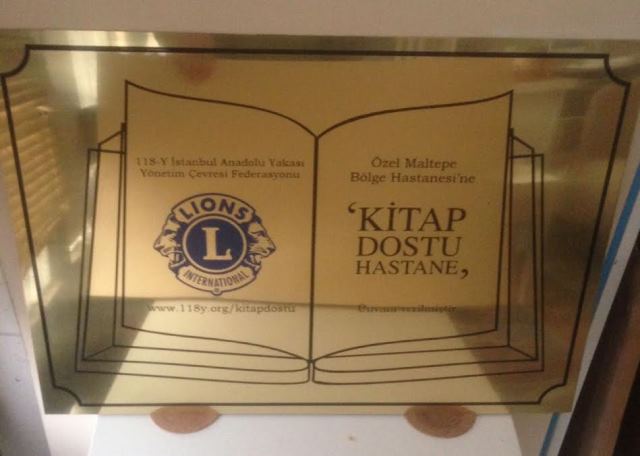 118-Y İstanbul Anadolu Yakası
Yönetim Çevresi Federasyonu
LIONS
L
INTERNATIONAL
www.118y.org/kitapdostu
Özel Maltepe
Bölge Hastanesi'ne
'KİTAP
DOSTU
HASTANE,
Ünvanı verilmiştir.